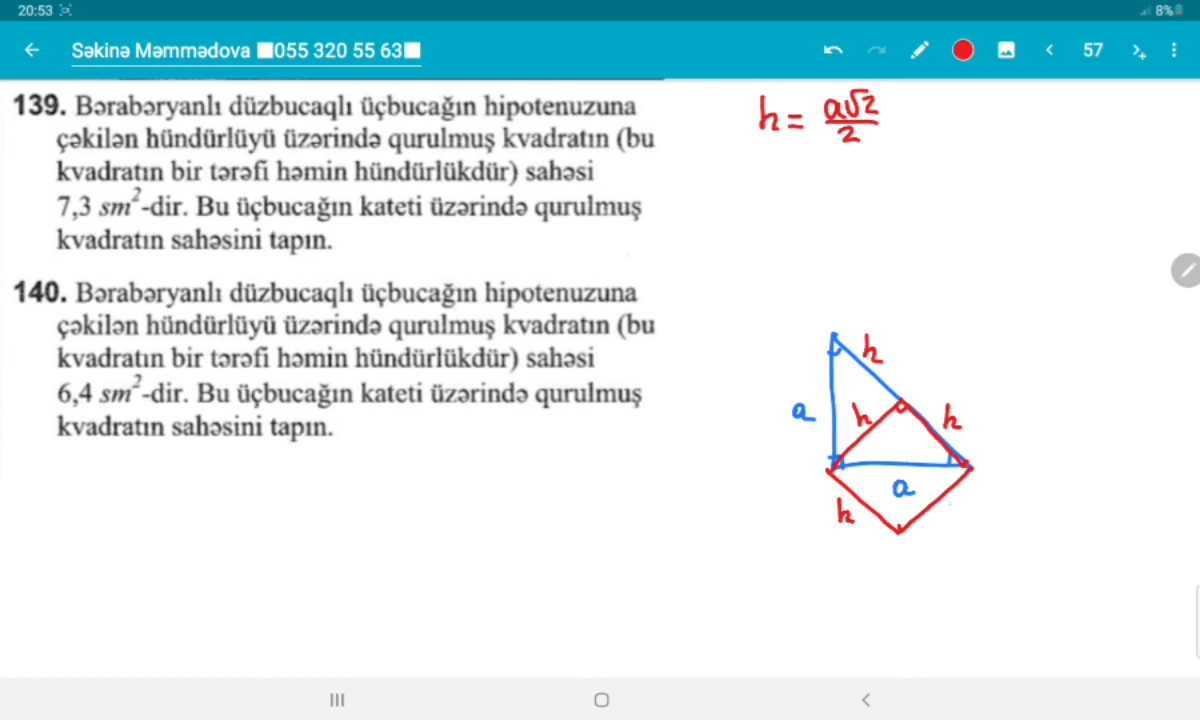 20:53
8%
Səkinə Məmmədova 055 320 55 63
57
139. Bərabəryanlı düzbucaqlı üçbucağın hipotenuzuna
çəkilən hündürlüyü üzərində qurulmuş kvadratın (bu
kvadratın bir tərəfi həmin hündürlükdür) sahəsi
7,3 sm²-dir. Bu üçbucağın kateti üzərində qurulmuş
kvadratın sahəsini tapın.
140. Bərabəryanlı düzbucaqlı üçbucağın hipotenuzuna
çəkilən hündürlüyü üzərində qurulmuş kvadratın (bu
kvadratın bir tərəfi həmin hündürlükdür) sahəsi
6,4 sm²-dir. Bu üçbucağın kateti üzərində qurulmuş
kvadratın sahəsini tapın.
h = a√2/2
h
a h h
a
h